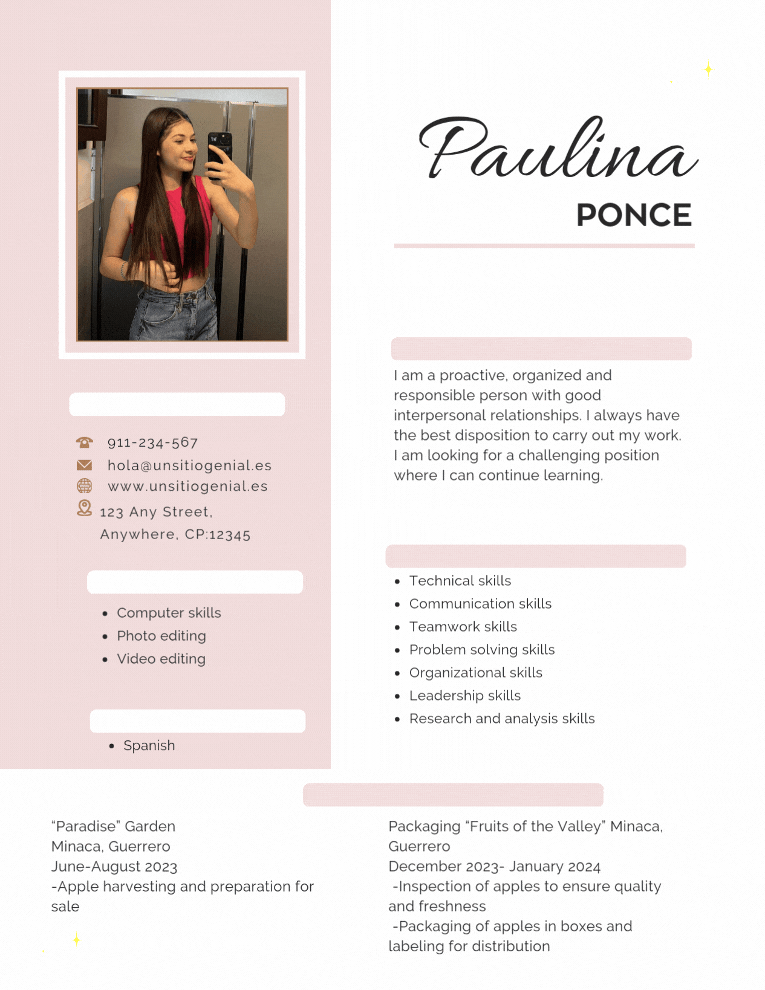 Paulina
PONCE
911-234-567
hola@unsitiogenial.es
www.unsitiogenial.es
123 Any Street,
Anywhere, CP:12345
• Computer skills
• Photo editing
• Video editing
• Spanish
I am a proactive, organized and
responsible person with good
interpersonal relationships. I always have
the best disposition to carry out my work.
I am looking for a challenging position
where I can continue learning.
• Technical skills
• Communication skills
• Teamwork skills
• Problem solving skills
• Organizational skills
• Leadership skills
• Research and analysis skills
“Paradise” Garden
Minaca, Guerrero
June-August 2023
-Apple harvesting and preparation for
sale
Packaging “Fruits of the Valley” Minaca,
Guerrero
December 2023- January 2024
-Inspection of apples to ensure quality
and freshness
-Packaging of apples in boxes and
labeling for distribution